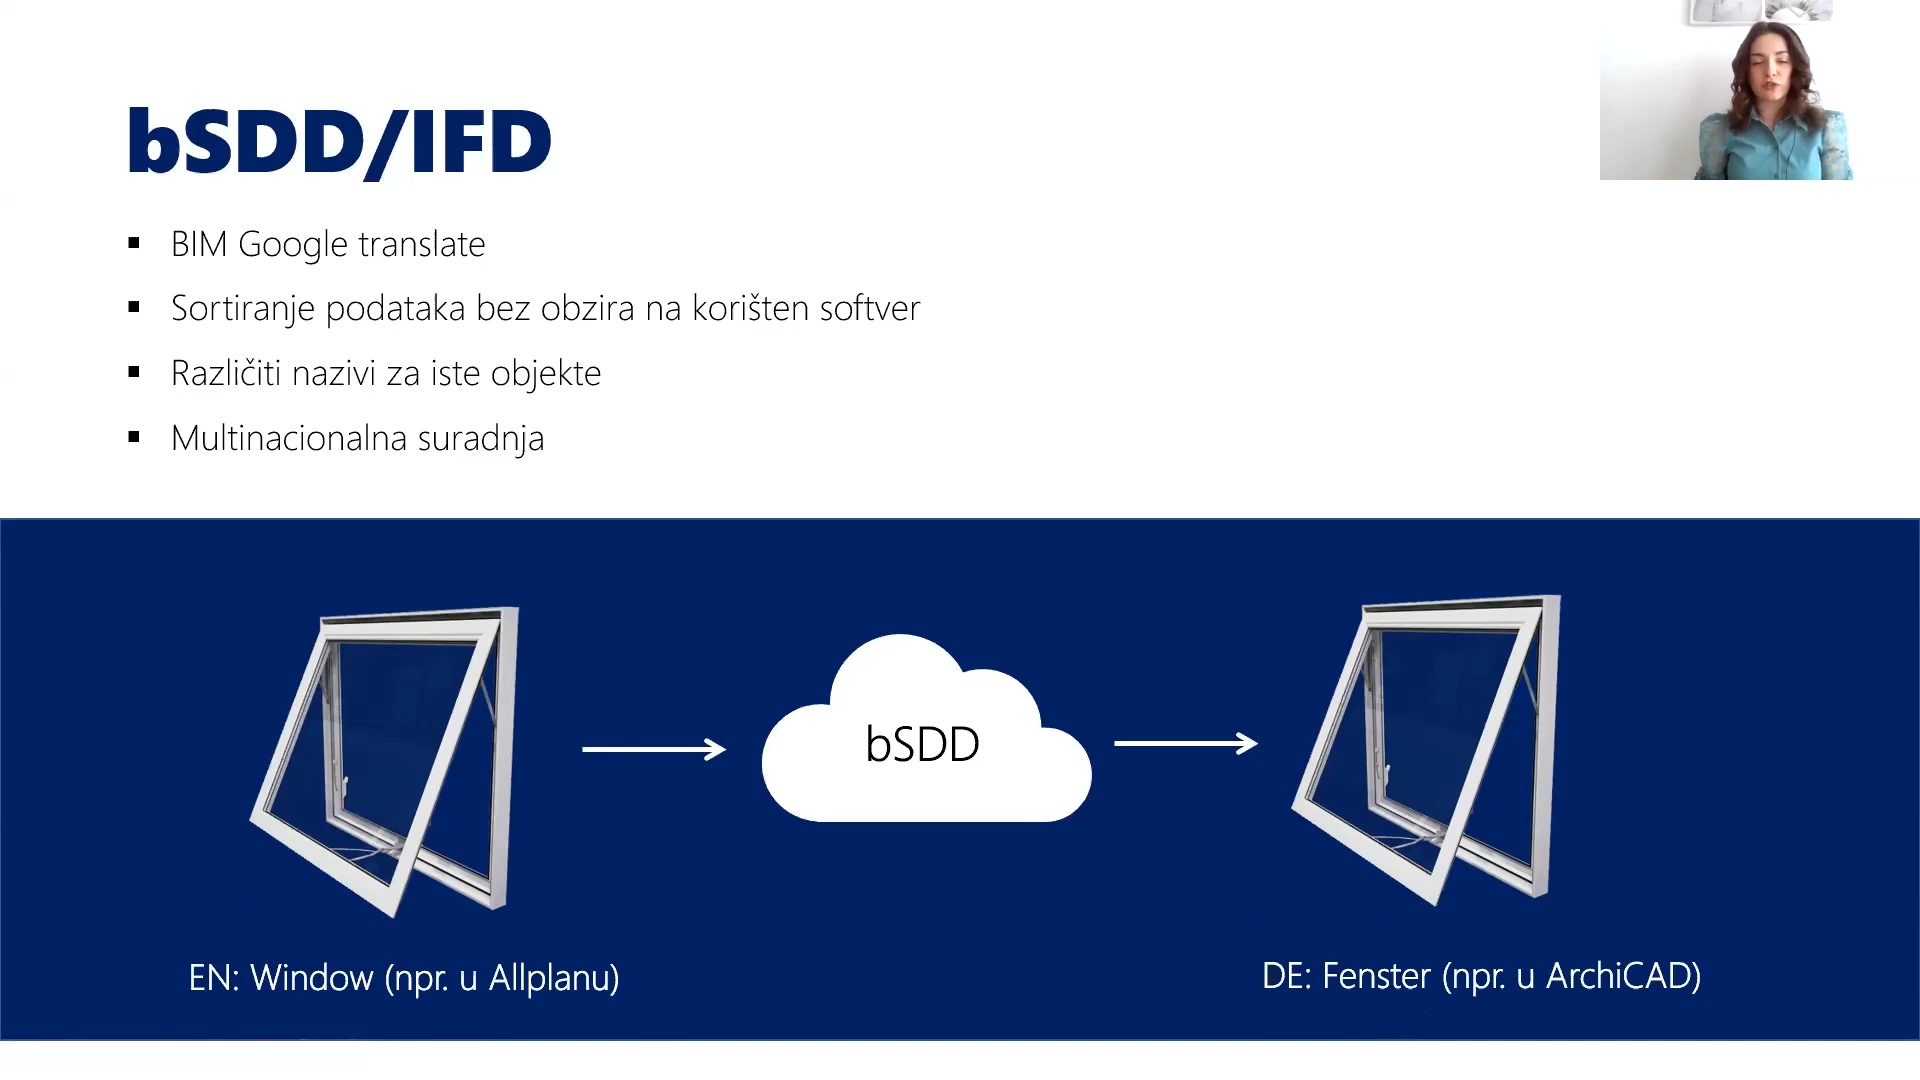 bSDD/IFD
▪ BIM Google translate
▪ Sortiranje podataka bez obzira na korišten softver
▪ Različiti nazivi za iste objekte
▪ Multinacionalna suradnja
bSDD
EN: Window (npr. u Allplanu)
DE: Fenster (npr. u ArchiCAD)